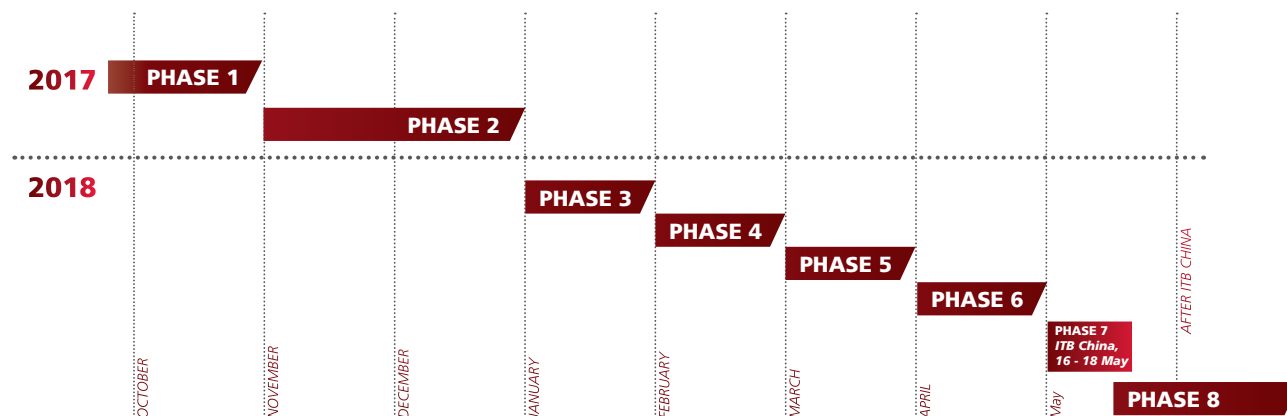 2017
PHASE 1
PHASE 2
2018
PHASE 3
PHASE 4
PHASE 5
PHASE 6
PHASE 7
ITB China,
16 - 18 May
PHASE 8
OCTOBER
NOVEMBER
DECEMBER
JANUARY
FEBRUARY
MARCH
APRIL
May
AFTER ITB CHINA